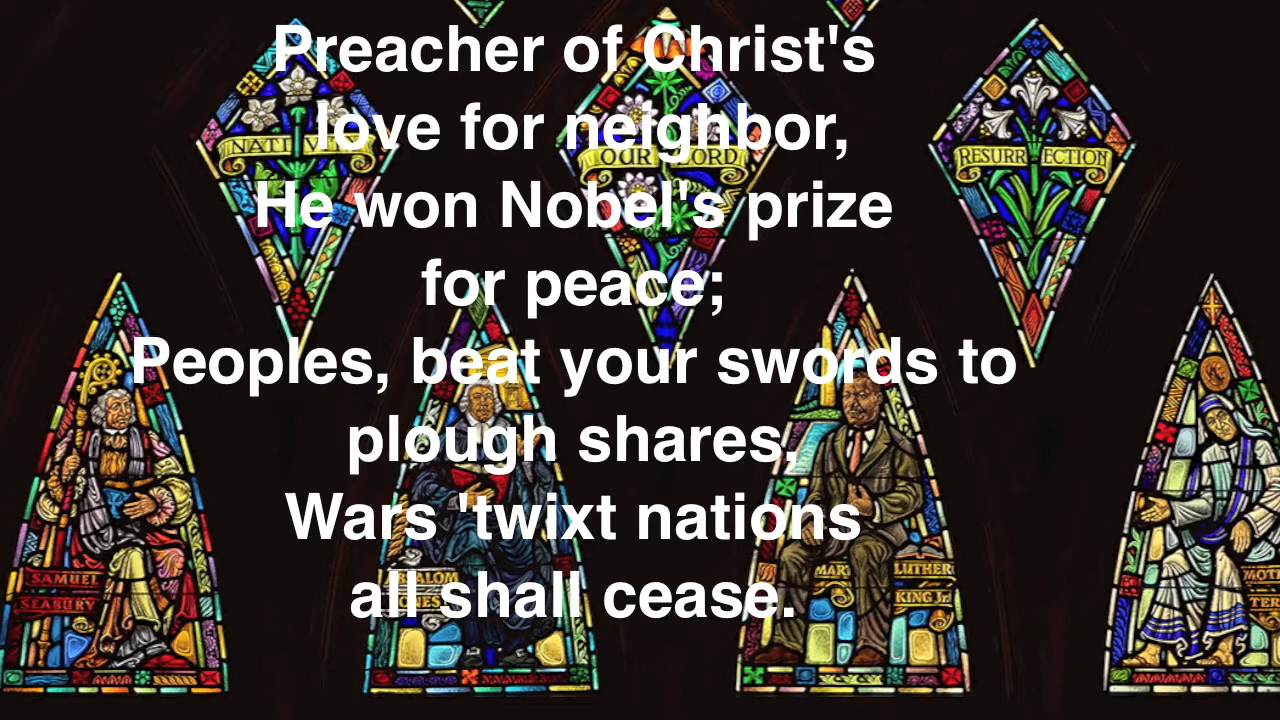 Preacher of Christ's
love for neighbor,
He won Nobel's prize
for peace;
Peoples, beat your swords to
plough shares,
Wars 'twixt nations
all shall cease.
OUR LORD
RESURRECTION
SAMUEL
SEABURY
MARTIN LUTHER
KING Jr